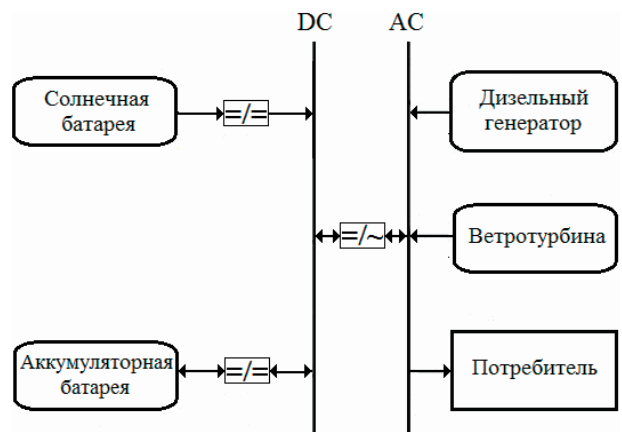 DC
AC
Солнечная
батарея
=/=
Дизельный
генератор
=/~
Ветротурбина
Аккумуляторная
батарея
=/=
Потребитель